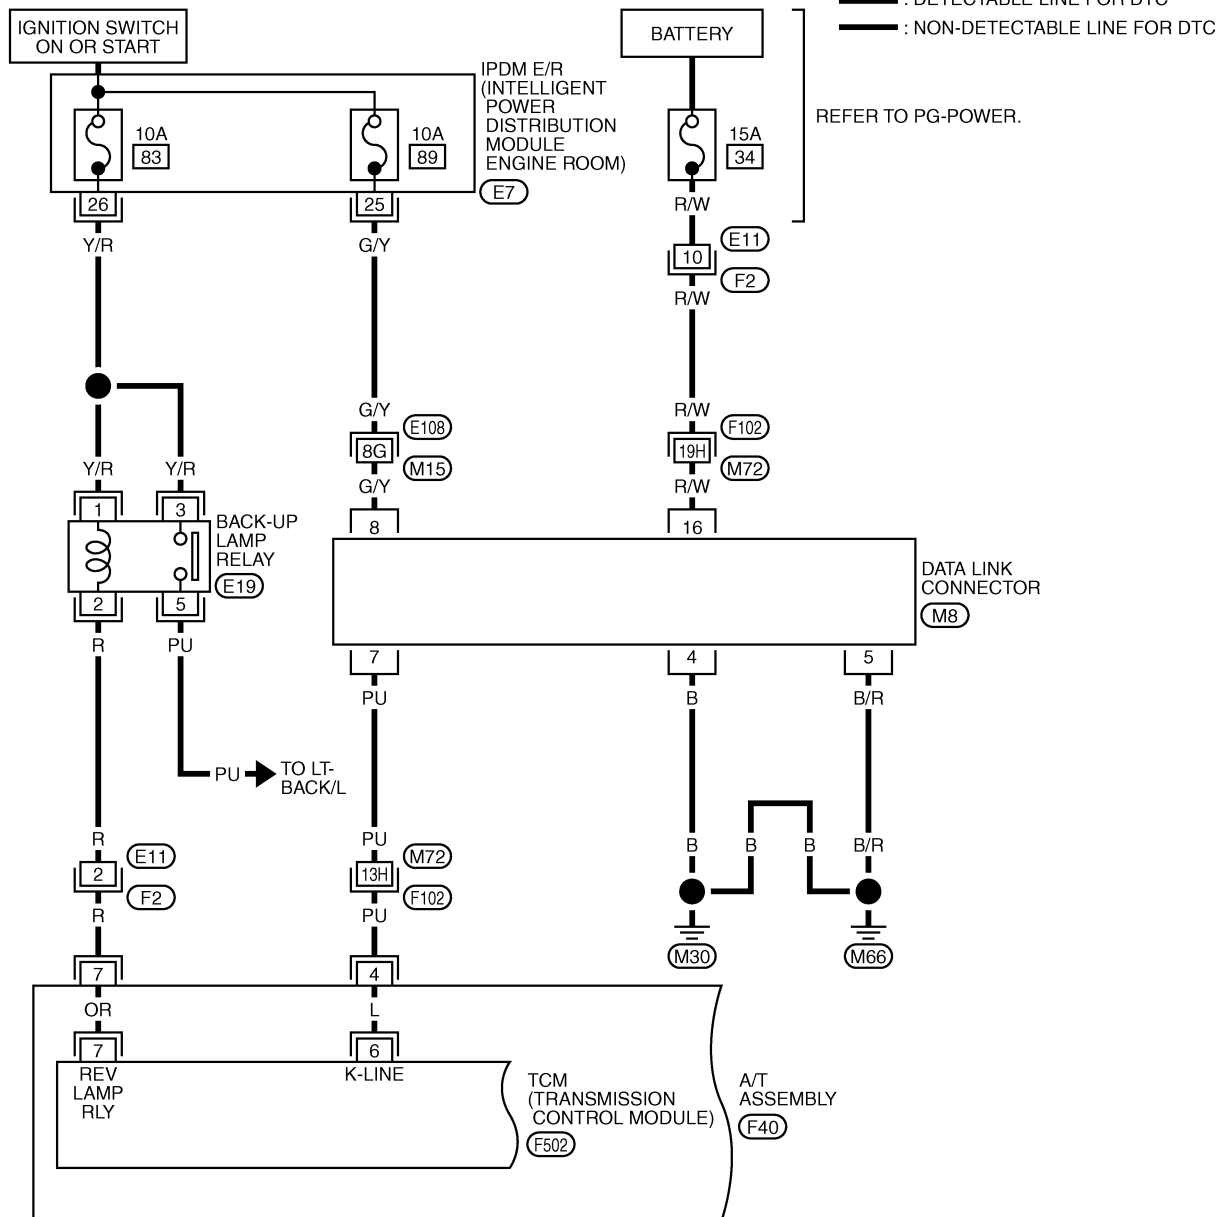 : DETECTABLE LINE FOR DTC
: NON-DETECTABLE LINE FOR DTC
IGNITION SWITCH
ON OR START
BATTERY
REFER TO PG-POWER.
IPDM E/R
(INTELLIGENT
POWER
DISTRIBUTION
MODULE
ENGINE ROOM)
E7
10A
83
10A
89
15A
34
26
25
R/W
Y/R
G/Y
E11
10
F2
R/W
G/Y
R/W
E108
F102
8G
19H
M15
M72
Y/R
Y/R
G/Y
R/W
1
3
8
16
BACK-UP
LAMP
RELAY
E19
2
5
DATA LINK
CONNECTOR
M8
R
PU
7
4
5
PU
B
B/R
PU
TO LT-
BACK/L
R
PU
B
B
B
B/R
E11
M72
2
13H
F2
F102
R
PU
M30
M66
7
4
OR
L
7
6
REV
LAMP
RLY
K-LINE
TCM
(TRANSMISSION
CONTROL MODULE)
F502
A/T
ASSEMBLY
F40